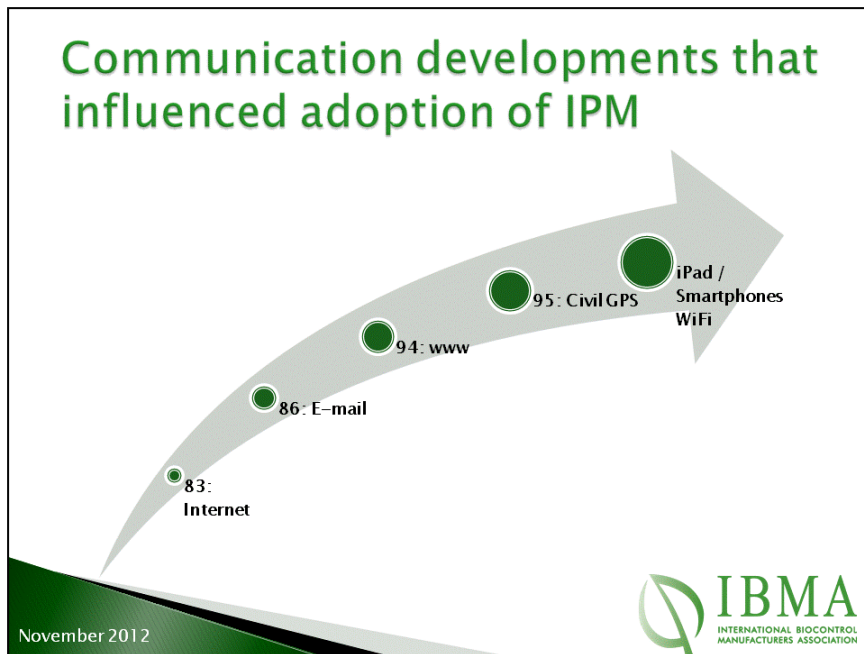 Communication developments that
influenced adoption of IPM
iPad /
Smartphones
WiFi
95: Civil GPS
94: www
86: E-mail
83:
Internet
November 2012
IBMA
INTERNATIONAL BIOCONTROL
MANUFACTURERS ASSOCIATION